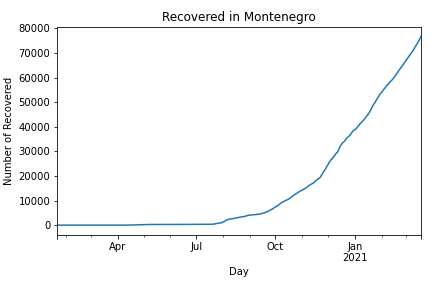 Recovered in Montenegro
80000
70000
60000
50000
40000
30000
20000
10000
0
Number of Recovered
Apr
Jul
Oct
Jan
2021
Day